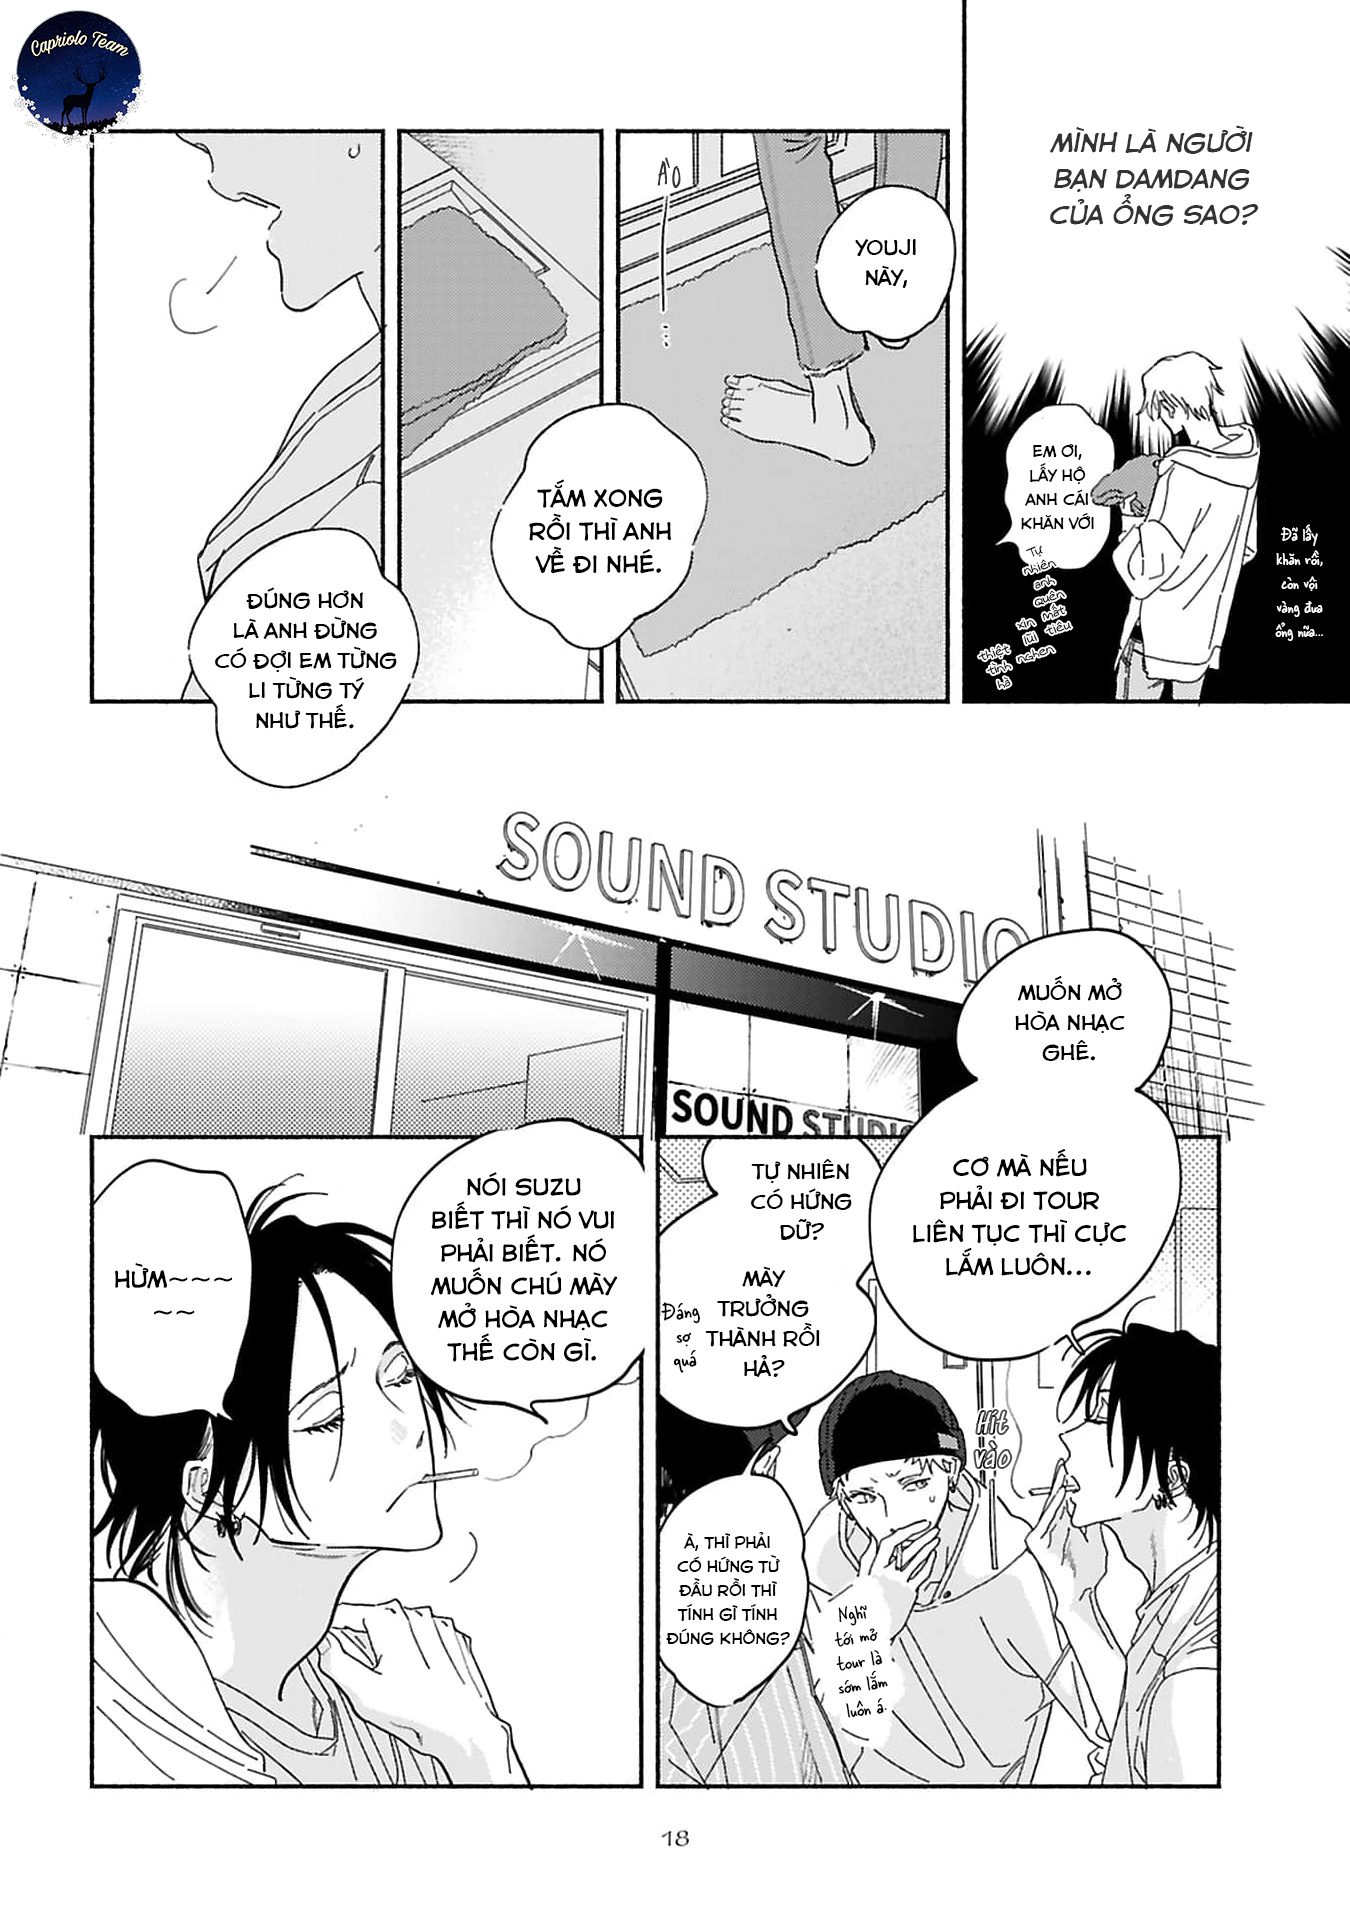 Capriolo Team
MÌNH LÀ NGƯỜI
BẠN DAMDANG
CỦA ỔNG SAO?
EM ƠI,
LẤY HỘ
ANH CÁI
KHĂN VỚI
Tự
nhiên
anh
quên
mất
xin
tiêu
lùi
nghen
thiệt
tình
hà
Đã lấy
khăn rồi,
còn vội
vàng đưa
ổng nữa...
YOUJI
NÀY,
ÀO
TẮM XONG
RỒI THÌ ANH
VỀ ĐI NHÉ.
ĐÚNG HƠN
LÀ ANH ĐỪNG
CÓ ĐỢI EM TỪNG
LI TỪNG TÝ
NHƯ THẾ.
SOUND STUDIO
SOUND STUDIO
MUỐN MỞ
HÒA NHẠC
GHÊ.
CƠ MÀ NẾU
PHẢI ĐI TOUR
LIÊN TỤC THÌ CỰC
LẮM LUÔN...
TỰ NHIÊN
CÓ HỨNG
DỮ?
MÀY
TRƯỞNG
THÀNH RỒI
HẢ?
Đáng
sợ
quá
Hít
vào
À, THÌ PHẢI
CÓ HỨNG TỪ
ĐẦU RỒI THÌ
TÍNH GÌ TÍNH
ĐÚNG KHÔNG?
Nghĩ
tới mở
tour là
sớm lắm
luôn á.
NÓI SUZU
BIẾT THÌ NÓ VUI
PHẢI BIẾT. NÓ
MUỐN CHÚ MÀY
MỞ HÒA NHẠC
THẾ CÒN GÌ.
HỪM~~~
~~
18